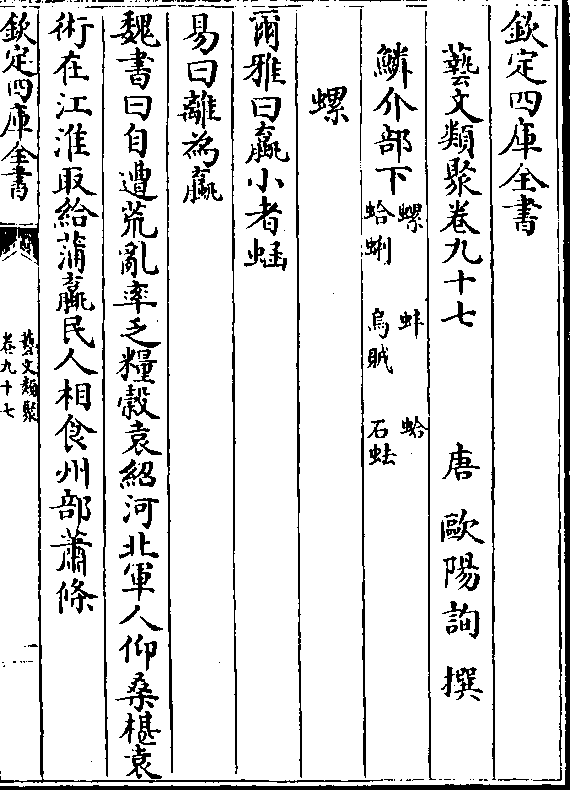 欽定四庫全書
藝文類聚卷九十七　唐　歐陽詢　撰
鱗介部下　螺　蚌　蛤　蛤蜊　烏賊　石蚨
螺
爾雅曰蠃小者蜬
易曰離為蠃
魏書曰自遭荒亂率乏糧穀袁紹河北軍人仰桑椹袁
術在江淮取給蒲蠃民人相食州部蕭條
欽定四庫全書
藝文類聚
卷九十七
一